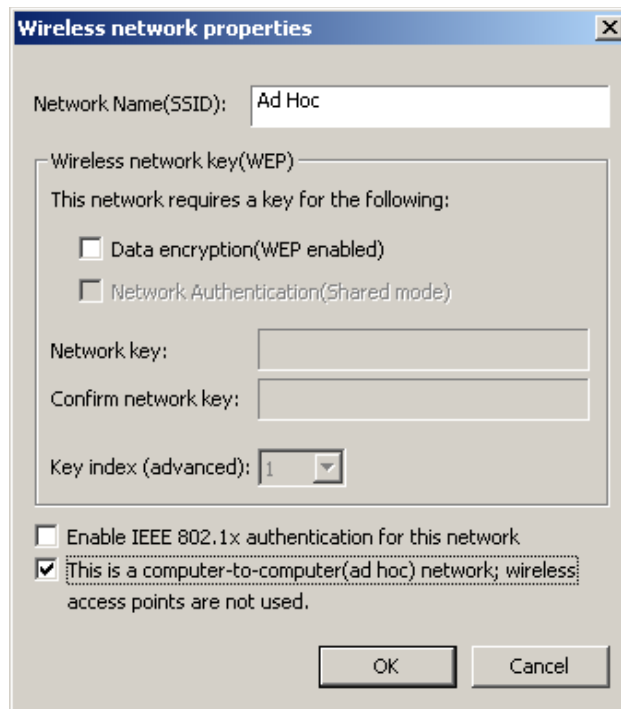 Wireless network properties
Network Name(SSID): Ad Hoc
Wireless network key(WEP)
This network requires a key for the following:
Data encryption(WEP enabled)
Network Authentication(Shared mode)
Network key:
Confirm network key:
Key index (advanced): 1
Enable IEEE 802.1x authentication for this network
This is a computer-to-computer(ad hoc) network; wireless
access points are not used.
OK Cancel